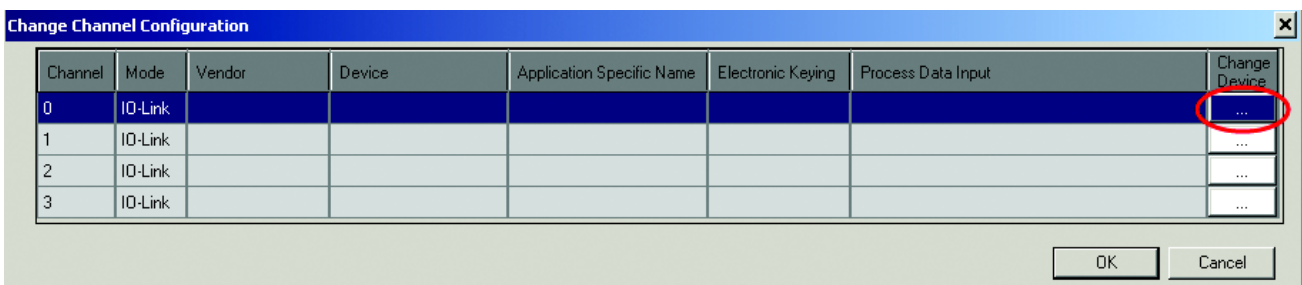 Change Channel Configuration
Channel Mode Vendor Device Application Specific Name Electronic Keying Process Data Input Change Device
0 IO-Link ...
1 IO-Link ...
2 IO-Link ...
3 IO-Link ...
OK Cancel